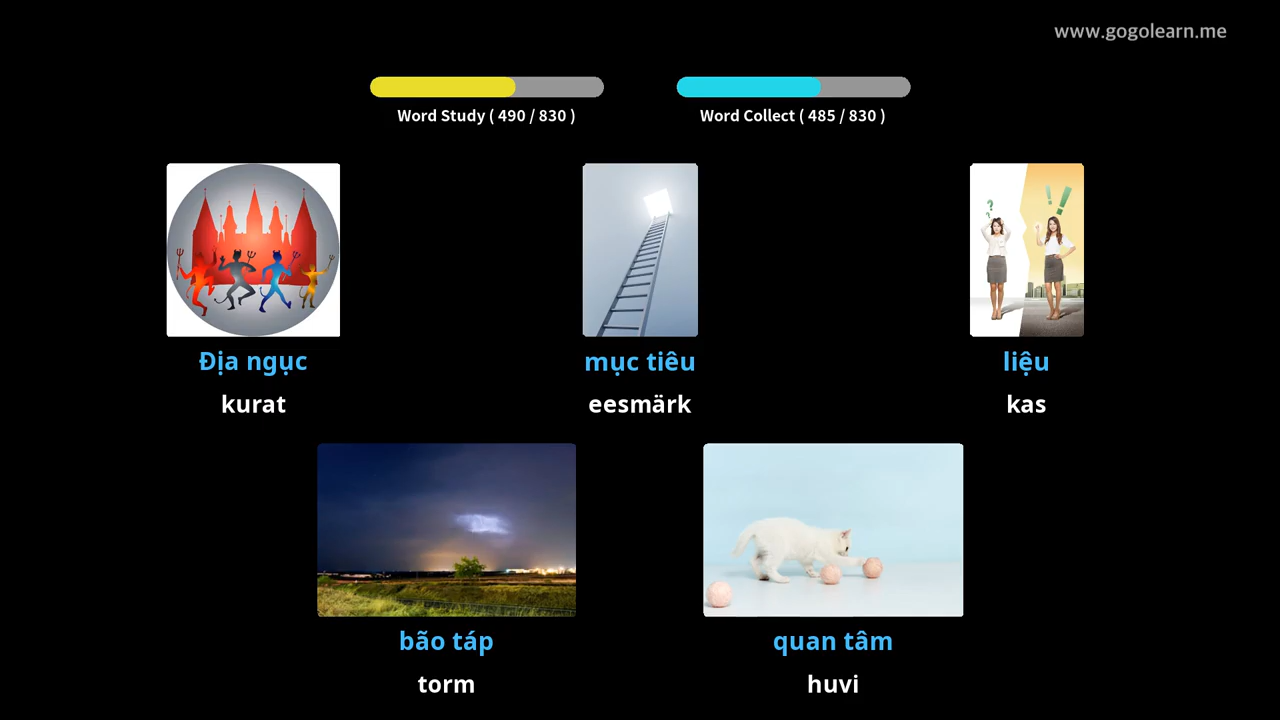 www.gogolearn.me
Word Study ( 490 / 830 )
Word Collect ( 485 / 830 )
Địa ngục
kurat
mục tiêu
eesmärk
liệu
kas
bão táp
torm
quan tâm
huvi